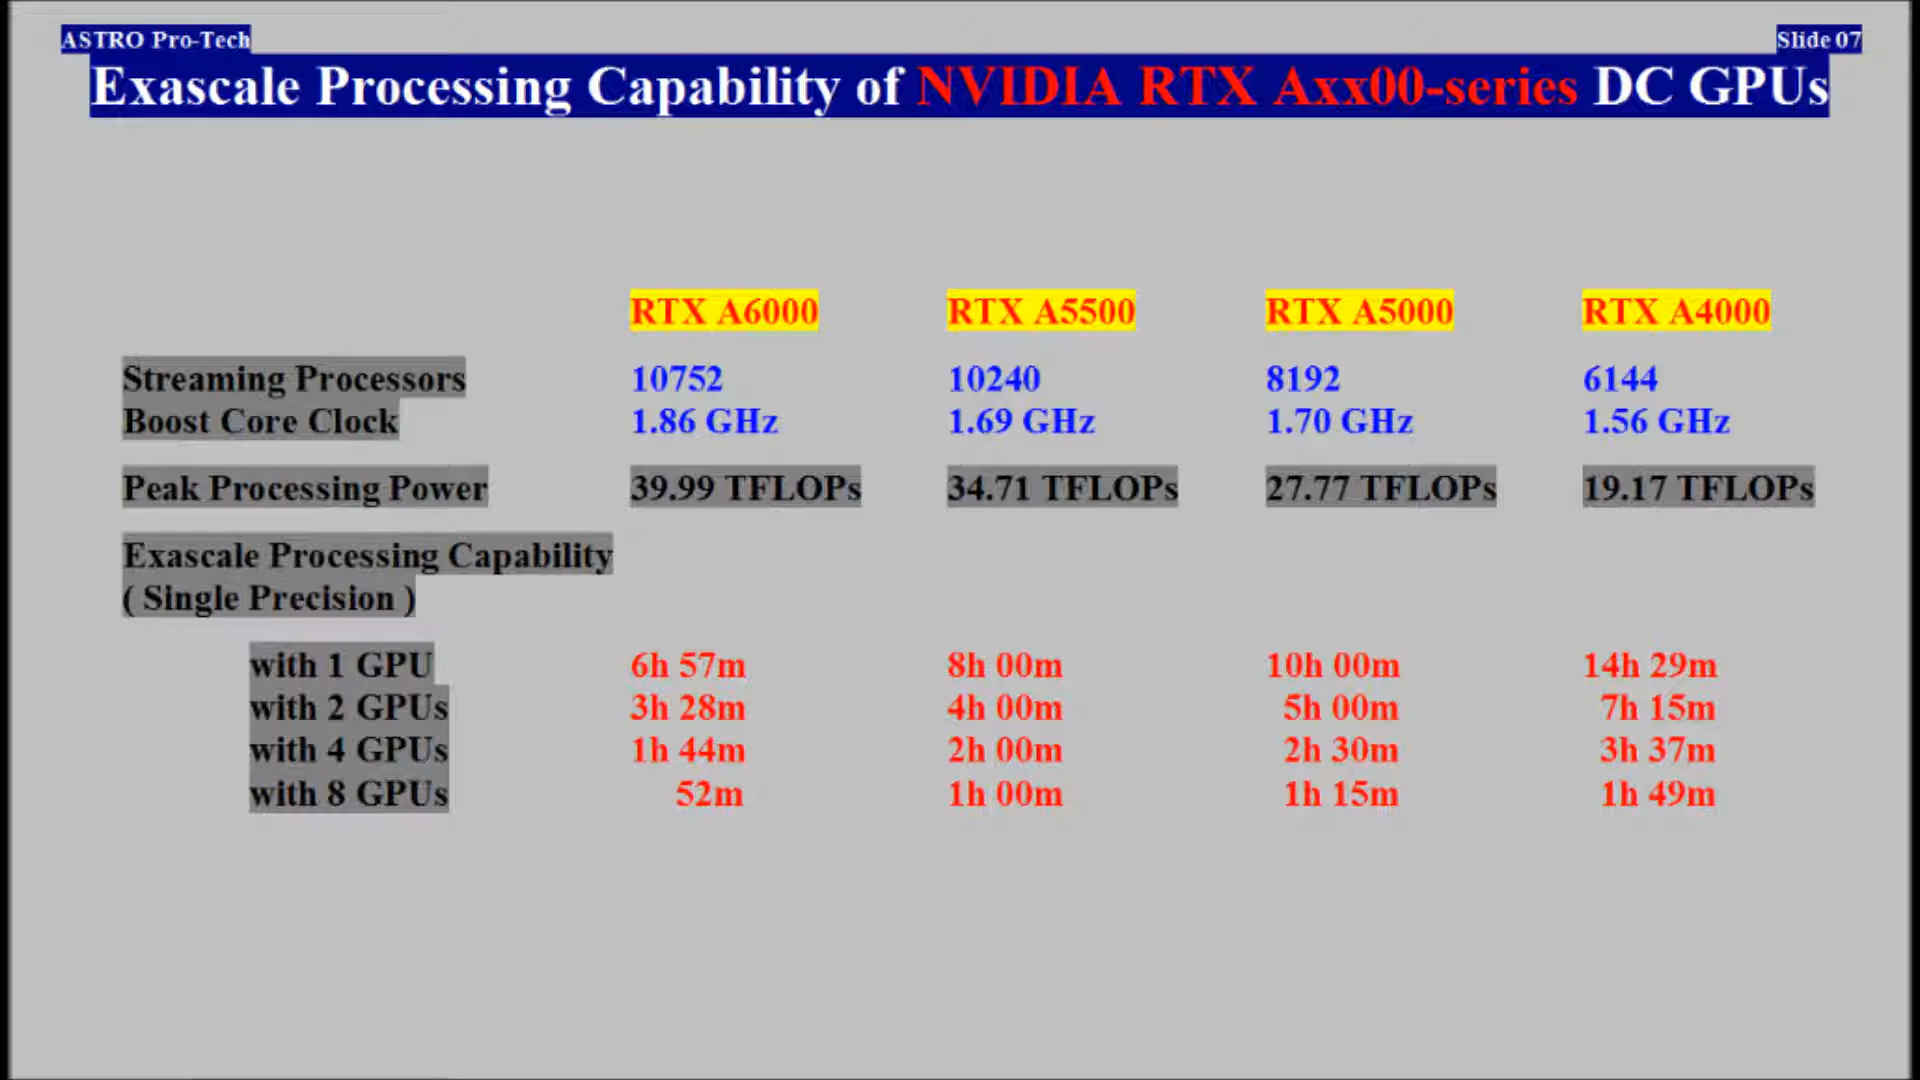 ASTRO Pro-Tech Slide 07
Exascale Processing Capability of NVIDIA RTX Axx00-series DC GPUs
RTX A6000 RTX A5500 RTX A5000 RTX A4000
Streaming Processors 10752 10240 8192 6144
Boost Core Clock 1.86 GHz 1.69 GHz 1.70 GHz 1.56 GHz
Peak Processing Power 39.99 TFLOPs 34.71 TFLOPs 27.77 TFLOPs 19.17 TFLOPs
Exascale Processing Capability
( Single Precision )
with 1 GPU 6h 57m 8h 00m 10h 00m 14h 29m
with 2 GPUs 3h 28m 4h 00m 5h 00m 7h 15m
with 4 GPUs 1h 44m 2h 00m 2h 30m 3h 37m
with 8 GPUs 52m 1h 00m 1h 15m 1h 49m